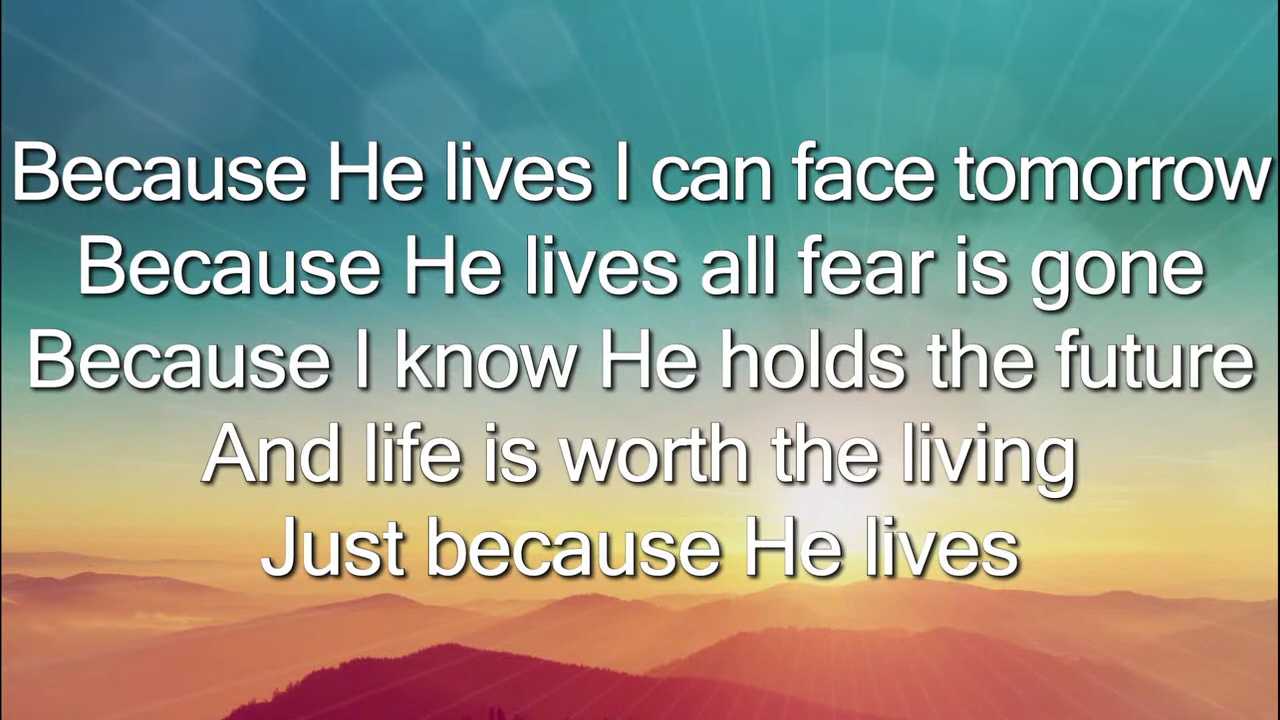 Because He lives I can face tomorrow
Because He lives all fear is gone
Because I know He holds the future
And life is worth the living
Just because He lives